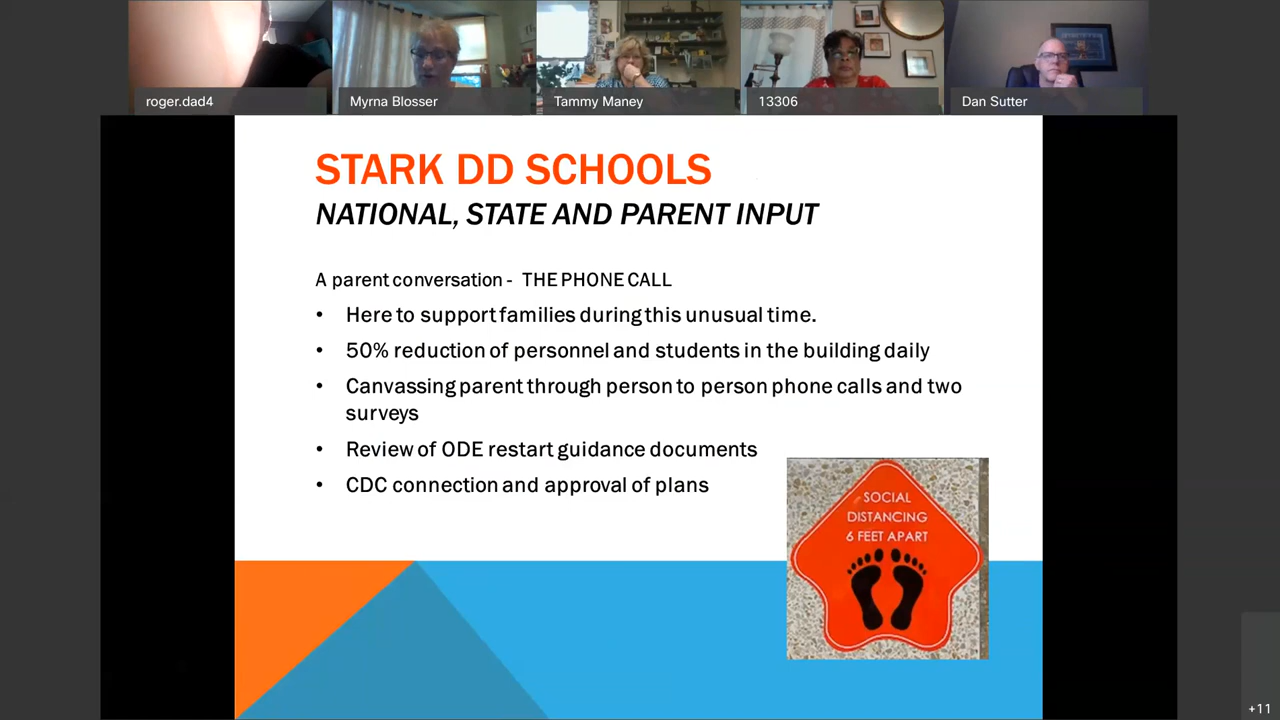 roger.dad4
Myrna Blosser
Tammy Maney
13306
Dan Sutter
STARK DD SCHOOLS
NATIONAL, STATE AND PARENT INPUT
A parent conversation - THE PHONE CALL
• Here to support families during this unusual time.
• 50% reduction of personnel and students in the building daily
• Canvassing parent through person to person phone calls and two
surveys
• Review of ODE restart guidance documents
• CDC connection and approval of plans
SOCIAL
DISTANCING
6 FEET APART
+11